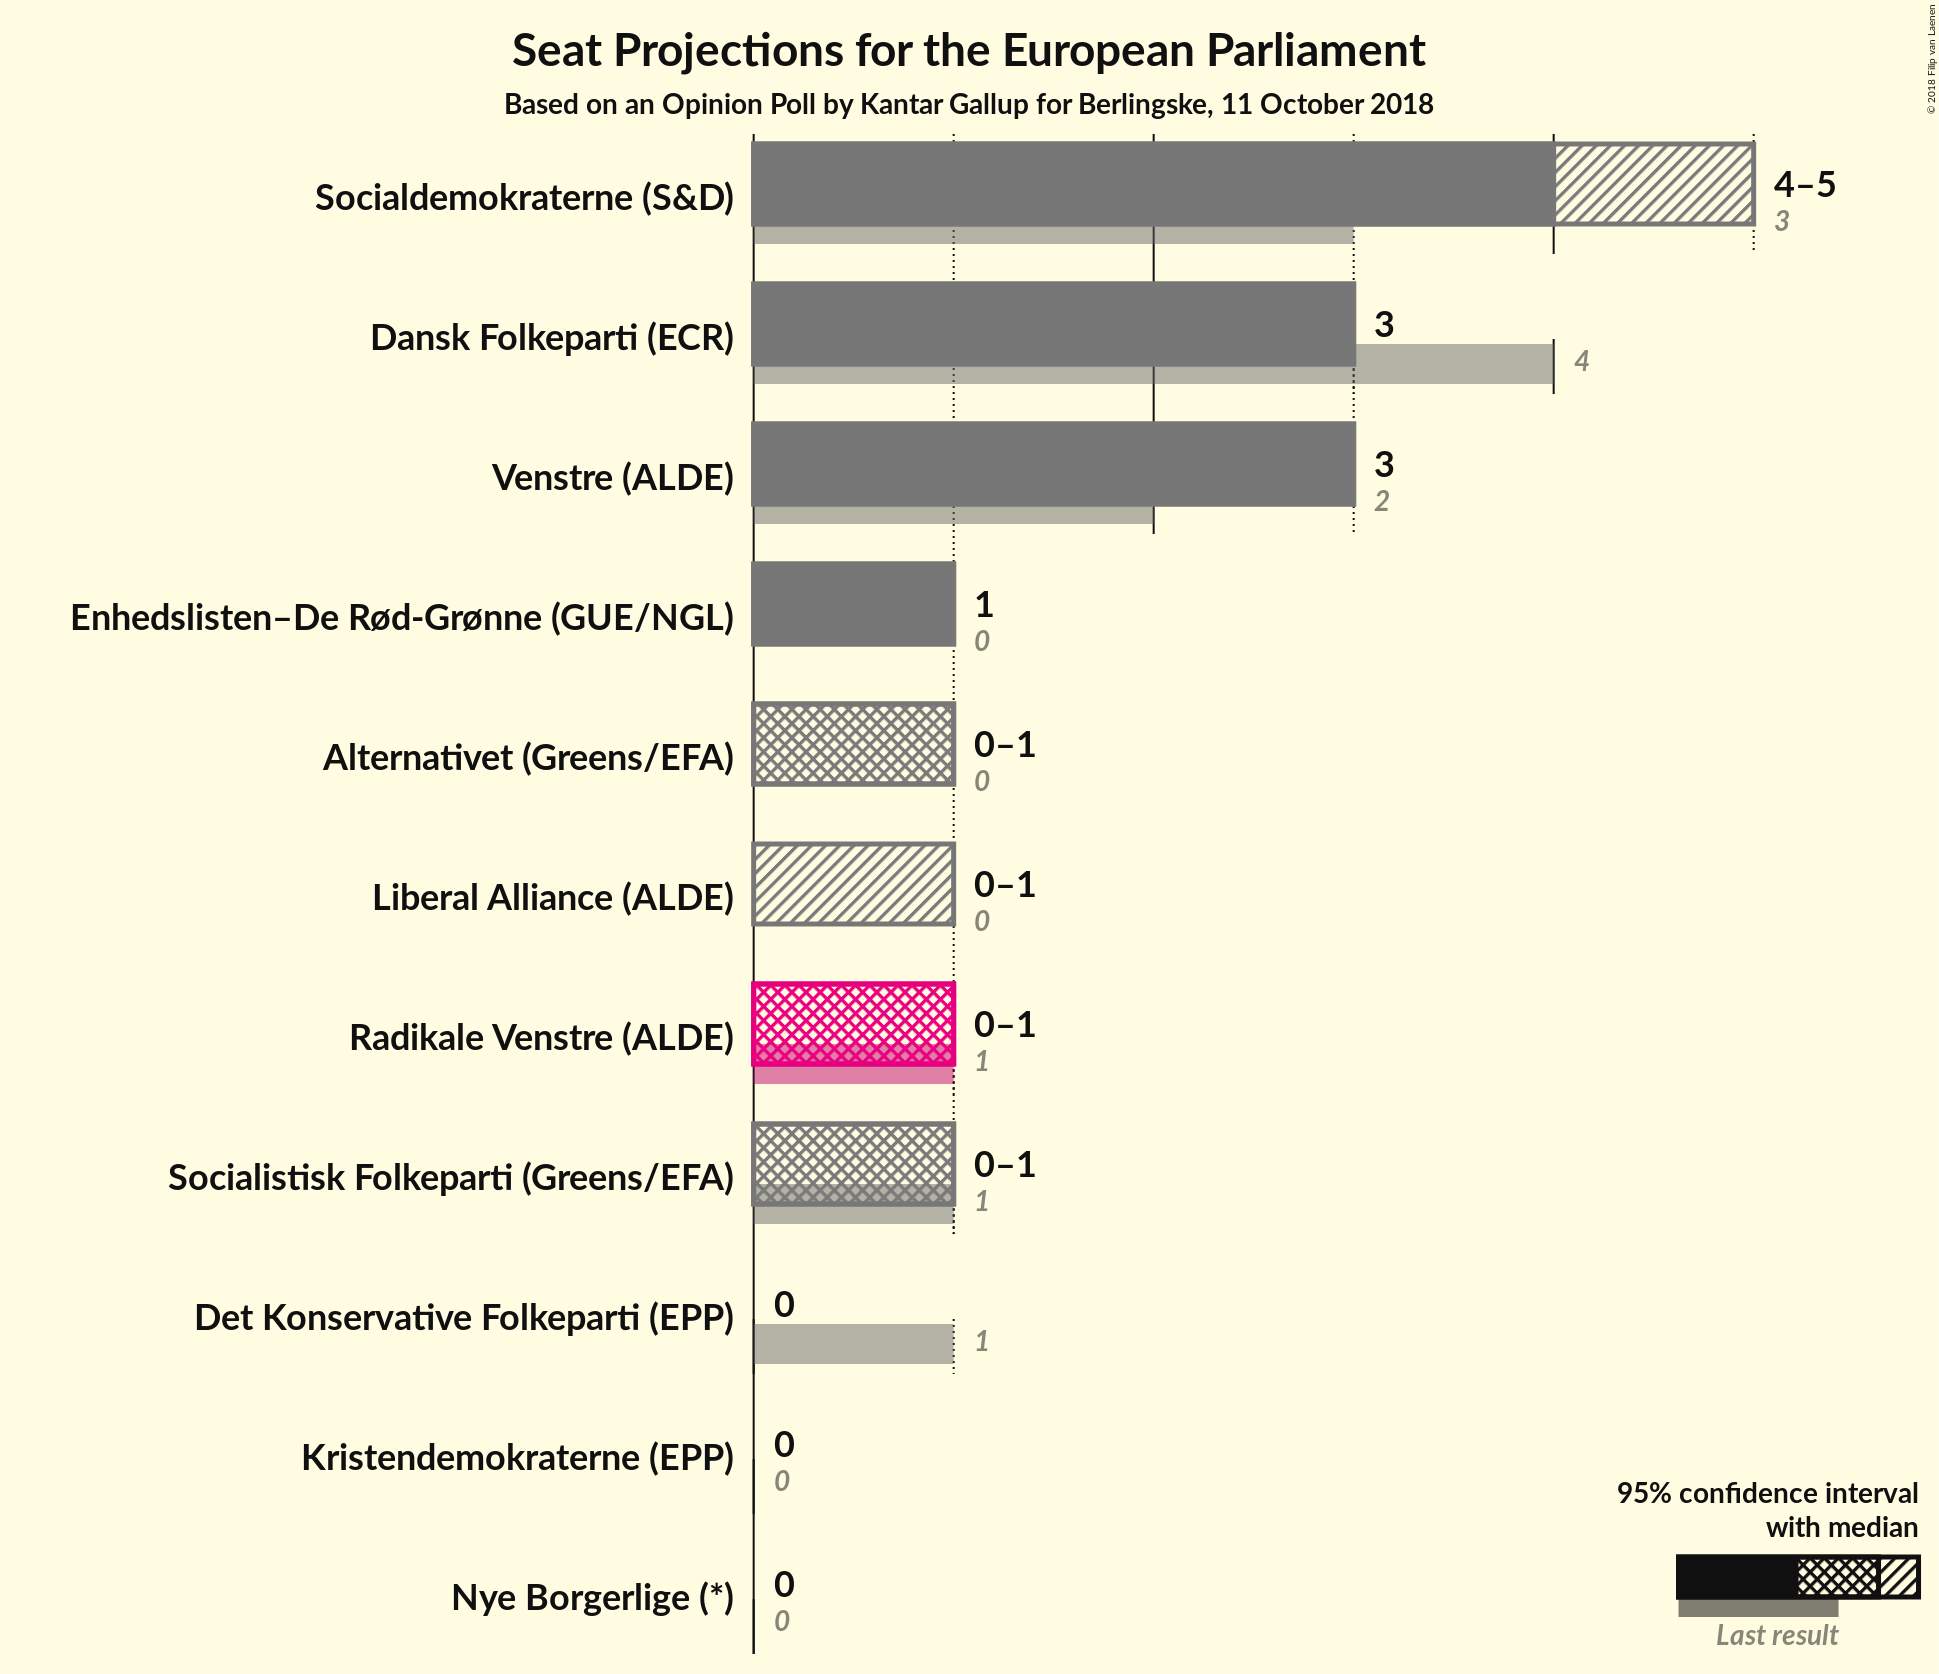 Seat Projections for the European Parliament
Based on an Opinion Poll by Kantar Gallup for Berlingske, 11 October 2018
© 2018 Filip van Laenen
Socialdemokraterne (S&D)
4–5
3
Dansk Folkeparti (ECR)
3
4
Venstre (ALDE)
3
2
Enhedslisten–De Rød-Grønne (GUE/NGL)
1
0
Alternativet (Greens/EFA)
0–1
0
Liberal Alliance (ALDE)
0–1
0
Radikale Venstre (ALDE)
0–1
1
Socialistisk Folkeparti (Greens/EFA)
0–1
1
Det Konservative Folkeparti (EPP)
0
1
Kristendemokraterne (EPP)
0
0
Nye Borgerlige (*)
0
0
95% confidence interval
with median
Last result